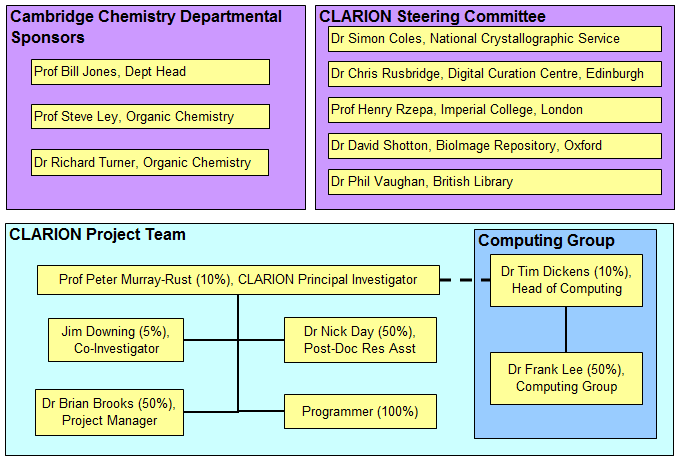 Cambridge Chemistry Departmental
Sponsors
Prof Bill Jones, Dept Head
Prof Steve Ley, Organic Chemistry
Dr Richard Turner, Organic Chemistry
CLARION Steering Committee
Dr Simon Coles, National Crystallographic Service
Dr Chris Rusbridge, Digital Curation Centre, Edinburgh
Prof Henry Rzepa, Imperial College, London
Dr David Shotton, BioImage Repository, Oxford
Dr Phil Vaughan, British Library
CLARION Project Team
Prof Peter Murray-Rust (10%), CLARION Principal Investigator
Jim Downing (5%),
Co-Investigator
Dr Nick Day (50%),
Post-Doc Res Asst
Dr Brian Brooks (50%),
Project Manager
Programmer (100%)
Computing Group
Dr Tim Dickens (10%),
Head of Computing
Dr Frank Lee (50%),
Computing Group